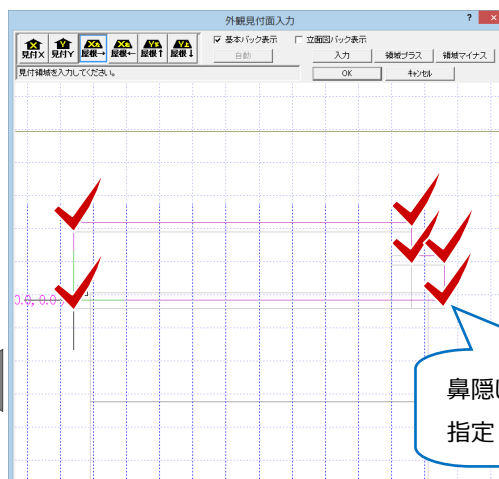 外観見付面入力
? ×
見付X 見付Y 屋根→ 屋根← 屋根↑ 屋根↓
基本バック表示 立面図バック表示
自動 入力 領域プラス 領域マイナス
見付領域を入力してください。
OK キャンセル
0.0, 0.0
鼻隠し
指定